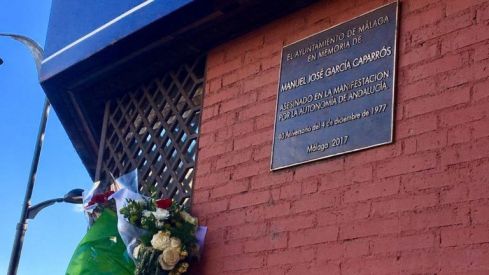 EL AYUNTAMIENTO DE MÁLAGA
EN MEMORIA DE
MANUEL JOSÉ GARCÍA CAPARRÓS
ASESINADO EN LA MANIFESTACIÓN
POR LA AUTONOMÍA DE ANDALUCÍA
40 Aniversario del 4 de diciembre de 1977
Málaga 2017